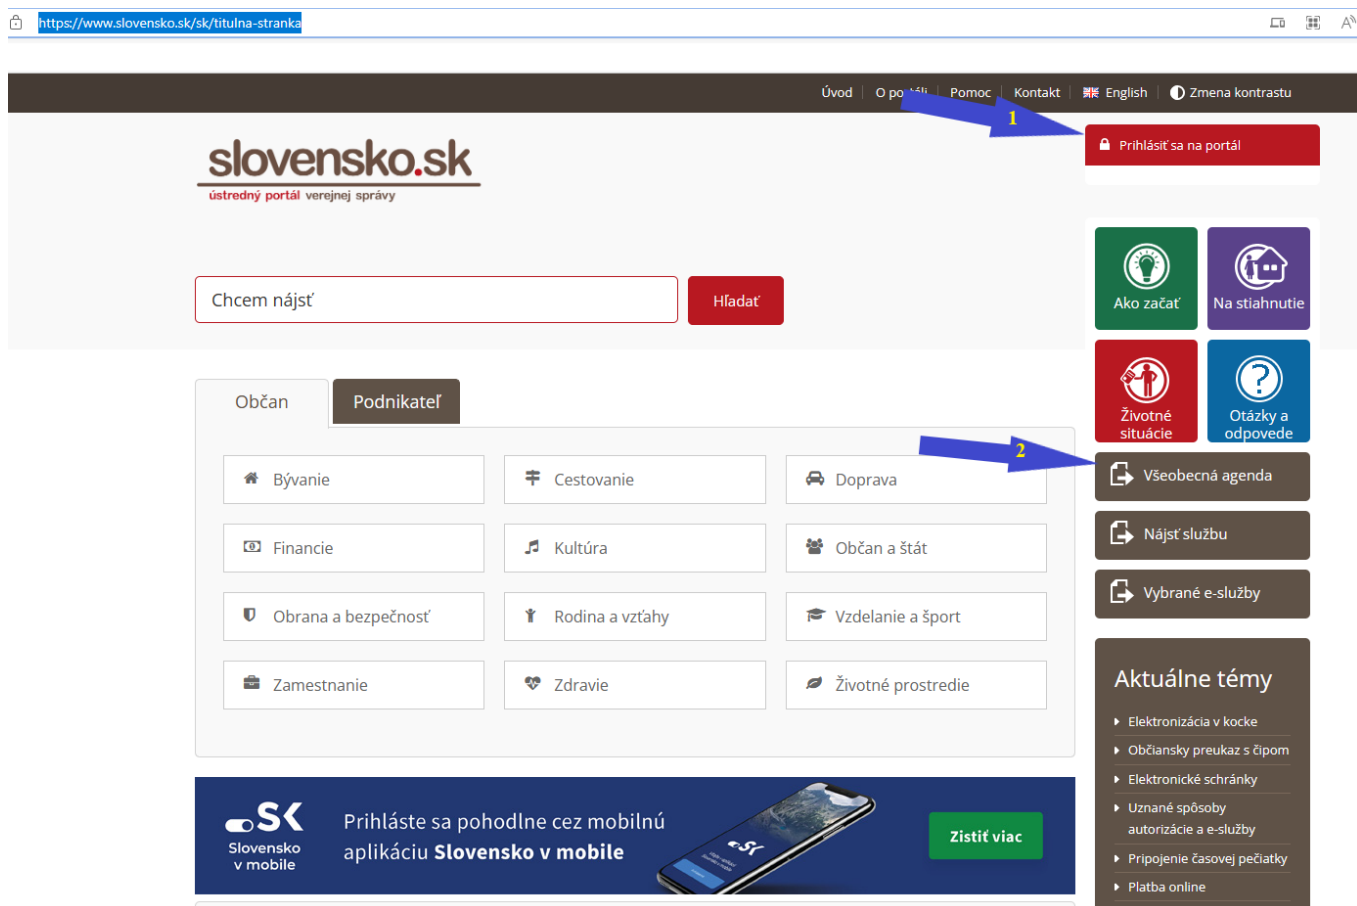 https://www.slovensko.sk/sk/titulna-stranka
Úvod O portáli Pomoc Kontakt English Zmena kontrastu
1
Prihlásiť sa na portál
slovensko.sk
ústredný portál verejnej správy
Chcem nájsť Hľadať
Ako začať Na stiahnutie
Životné situácie Otázky a odpovede
Občan Podnikateľ
2
Všeobecná agenda
Bývanie Cestovanie Doprava
Nájsť službu
Financie Kultúra Občan a štát
Vybrané e-služby
Obrana a bezpečnosť Rodina a vzťahy Vzdelanie a šport
Zamestnanie Zdravie Životné prostredie
Aktuálne témy
Elektronizácia v kocke
Občiansky preukaz s čipom
Elektronické schránky
Uznané spôsoby
autorizácie a e-služby
Pripojenie časovej pečiatky
Platba online
SK
Slovensko
v mobile
Prihláste sa pohodlne cez mobilnú
aplikáciu Slovensko v mobile
Zistiť viac